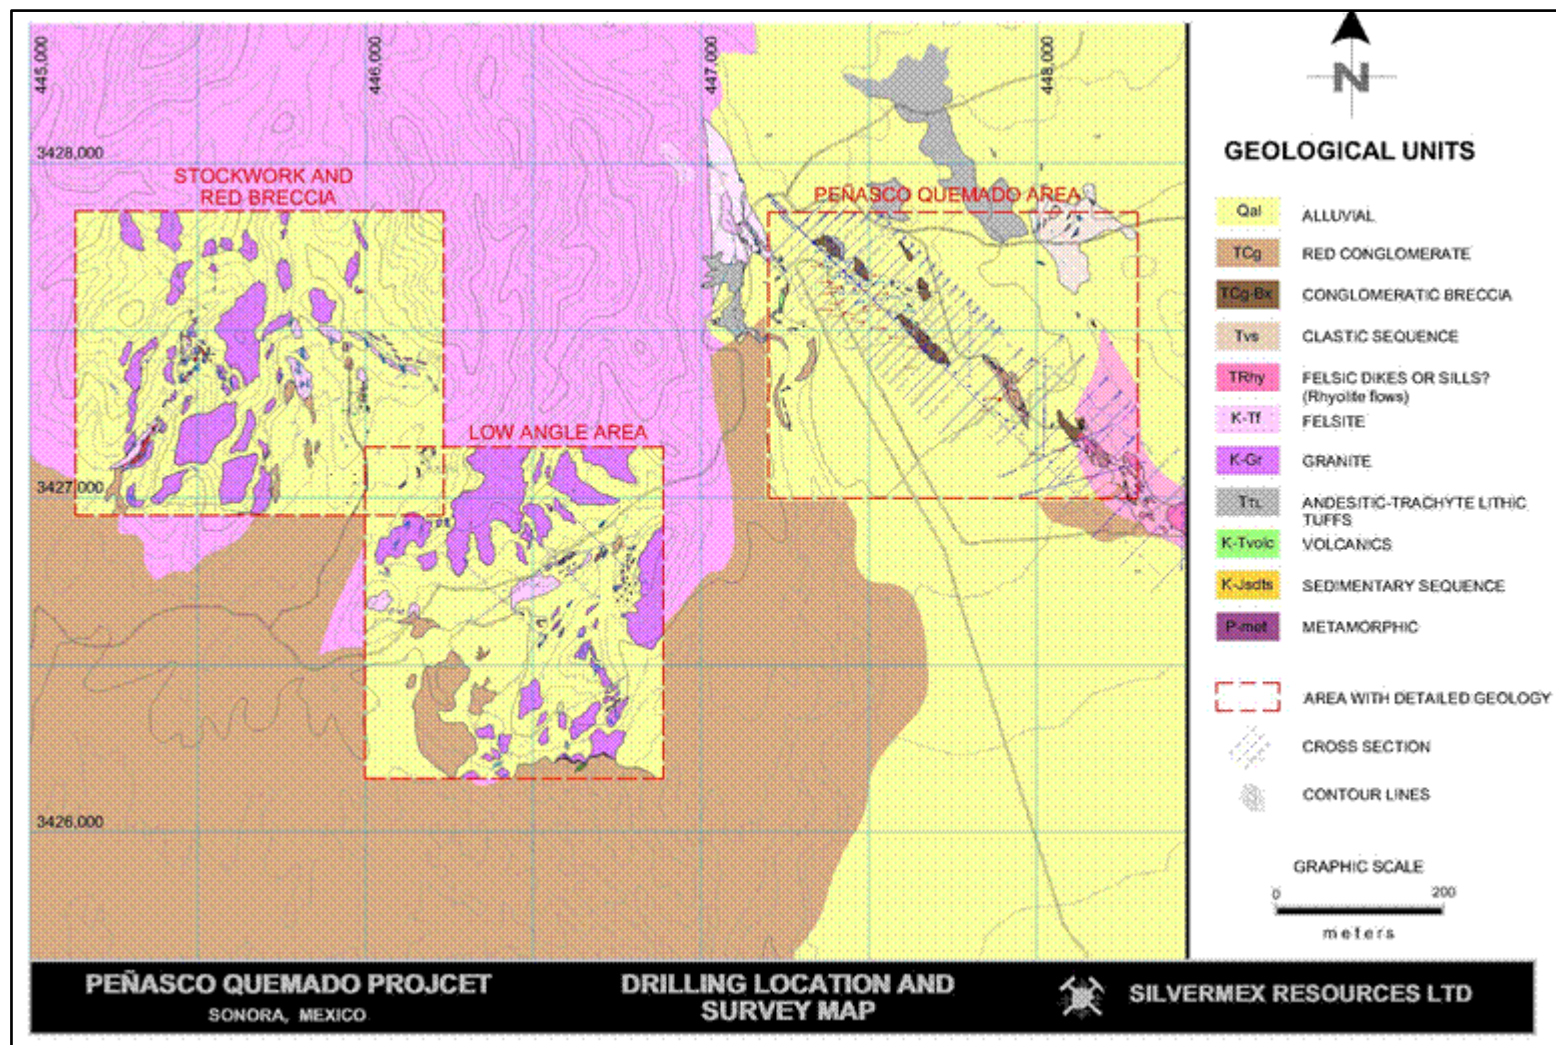 445,000
446,000
447,000
448,000
3428,000
3427,000
3426,000
STOCKWORK AND
RED BRECCIA
PEÑASCO QUEMADO AREA
LOW ANGLE AREA
N
GEOLOGICAL UNITS
Qal ALLUVIAL
TCg RED CONGLOMERATE
TCg-Bx CONGLOMERATIC BRECCIA
Tvs CLASTIC SEQUENCE
TRhy FELSIC DIKES OR SILLS?
(Rhyolite flows)
K-Tf FELSITE
K-Gr GRANITE
TTL ANDESITIC-TRACHYTE LITHIC
TUFFS
K-Tvolc VOLCANICS
K-Jsdts SEDIMENTARY SEQUENCE
P-met METAMORPHIC
AREA WITH DETAILED GEOLOGY
CROSS SECTION
CONTOUR LINES
GRAPHIC SCALE
0 200
meters
PEÑASCO QUEMADO PROJCET
SONORA, MEXICO
DRILLING LOCATION AND
SURVEY MAP
SILVERMEX RESOURCES LTD